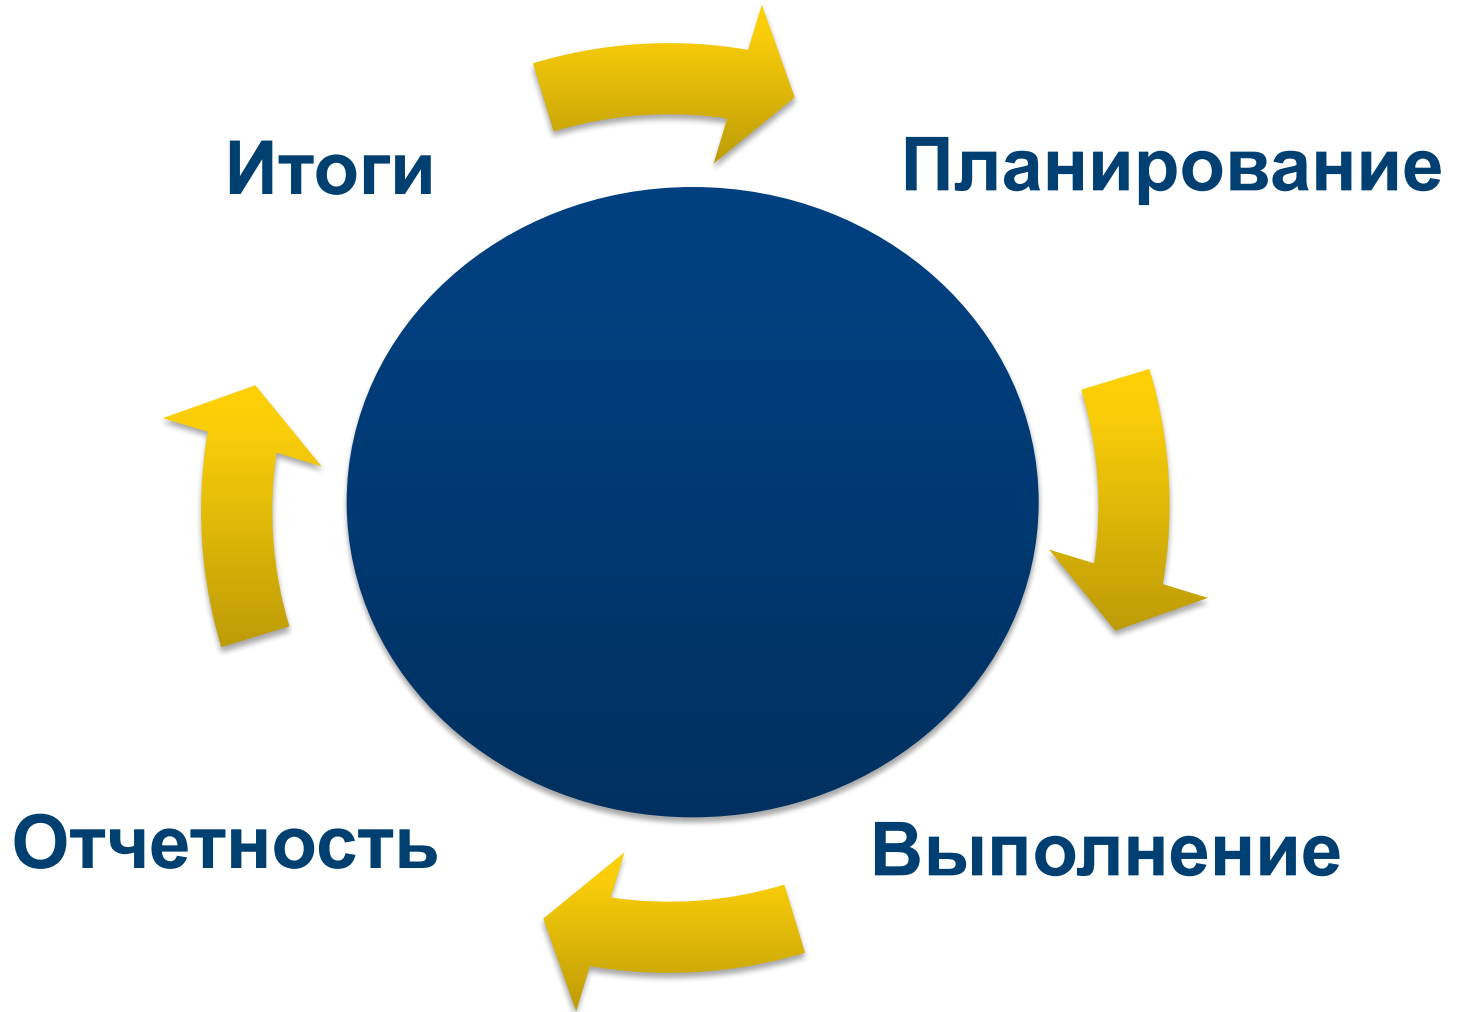 Итоги
Планирование
Отчетность
Выполнение